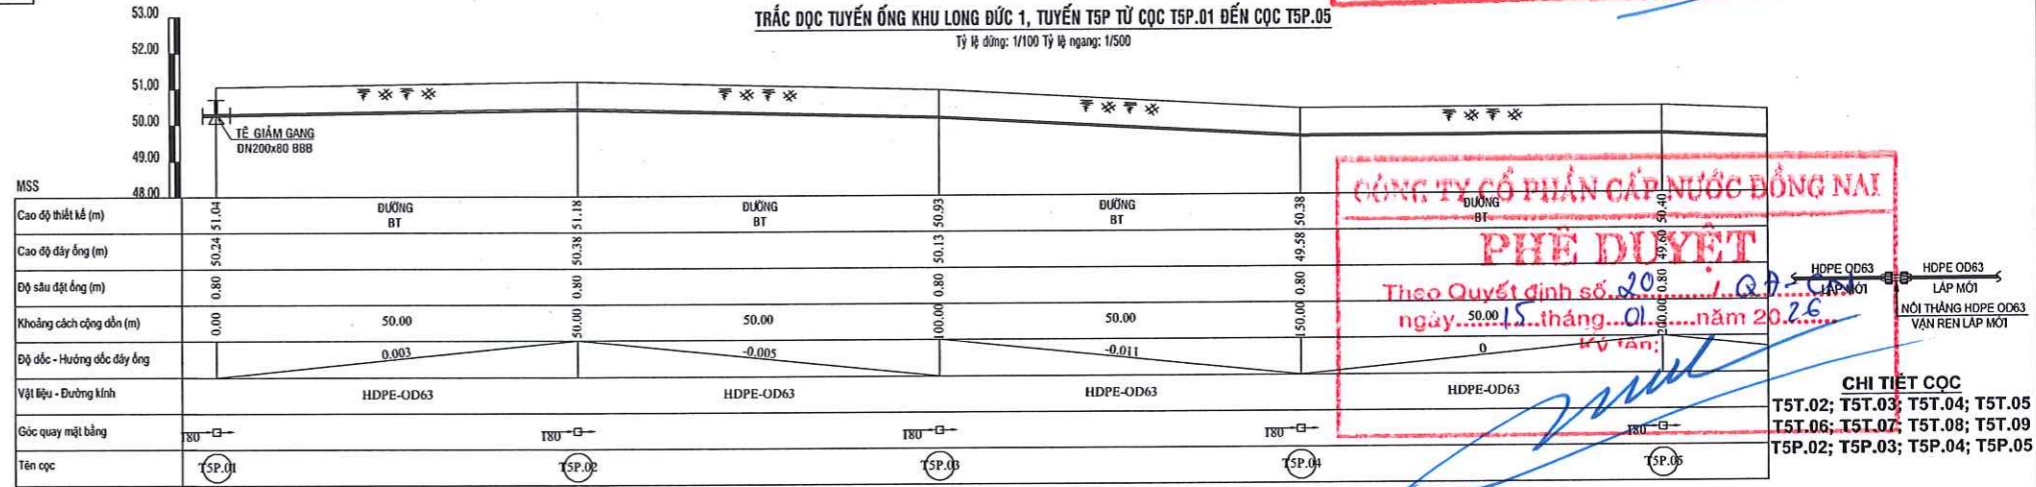 TRẮC DỌC TUYẾN ỐNG KHU LONG ĐỨC 1, TUYẾN T5P TỪ CỌC T5P.01 ĐẾN CỌC T5P.05
Tỷ lệ đứng: 1/100 Tỷ lệ ngang: 1/500
53.00
52.00
51.00
50.00
49.00
48.00
MSS
TÊ GIẢM GANG
DN200x80 BBB
Cao độ thiết kế (m) 51.04 ĐƯỜNG BT 51.18 ĐƯỜNG BT 50.93 ĐƯỜNG BT 50.38 ĐƯỜNG BT 50.40
Cao độ đáy ống (m) 50.24 50.38 50.13 49.58 49.60
Độ sâu đặt ống (m) 0.80 0.80 0.80 0.80 0.80
Khoảng cách cộng dồn (m) 0.00 50.00 50.00 50.00 100.00 50.00 150.00 50.00 200.00
Độ dốc - Hướng dốc đáy ống 0.003 -0.005 -0.011 0
Vật liệu - Đường kính HDPE-OD63 HDPE-OD63 HDPE-OD63 HDPE-OD63
Góc quay mặt bằng 180 180 180 180 180
Tên cọc T5P.01 T5P.02 T5P.03 T5P.04 T5P.05
CÔNG TY CỔ PHẦN CẤP NƯỚC ĐỒNG NAI
PHÊ DUYỆT
Theo Quyết định số 20 / QĐ-CN
ngày 15 tháng 01 năm 2026
Ký tên:
HDPE OD63 HDPE OD63
LẮP MỚI LẮP MỚI
NỐI THẲNG HDPE OD63
VẶN REN LẮP MỚI
CHI TIẾT CỌC
T5T.02; T5T.03; T5T.04; T5T.05
T5T.06; T5T.07; T5T.08; T5T.09
T5P.02; T5P.03; T5P.04; T5P.05